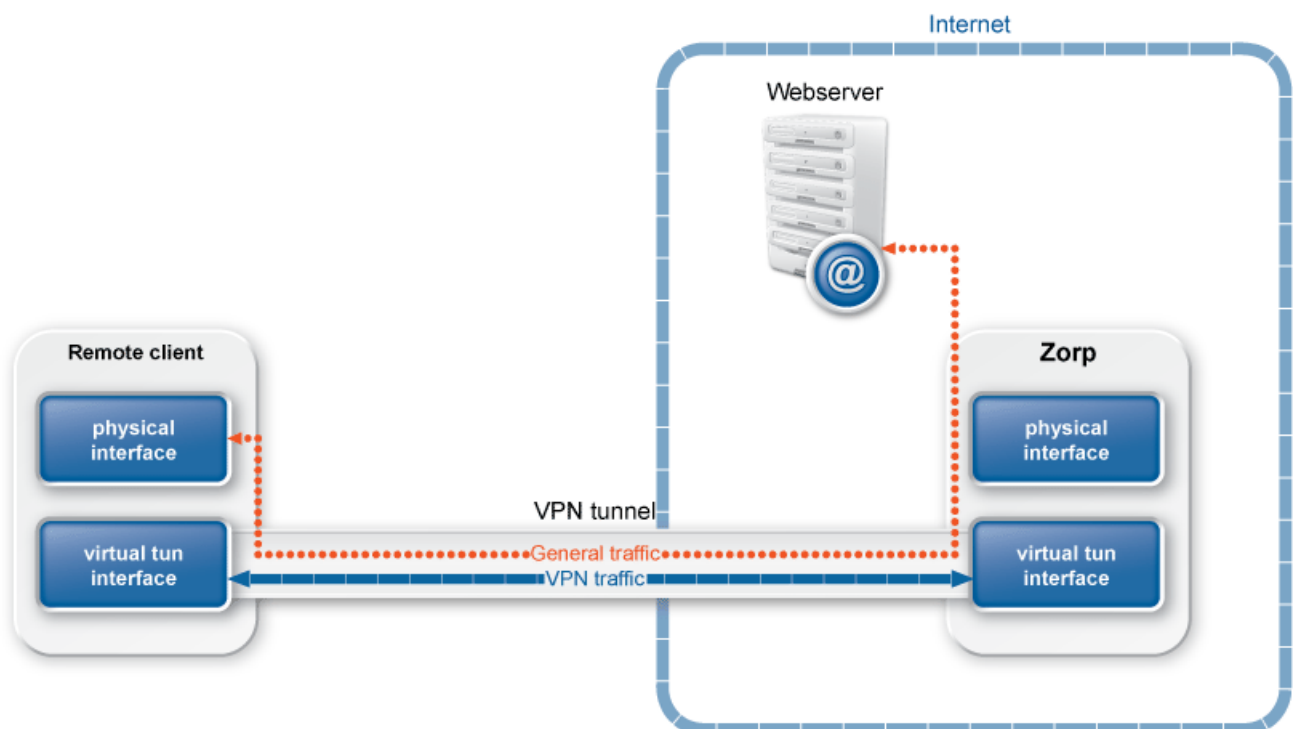 Internet
Webserver
@
Remote client
physical
interface
virtual tun
interface
VPN tunnel
General traffic
VPN traffic
Zorp
physical
interface
virtual tun
interface